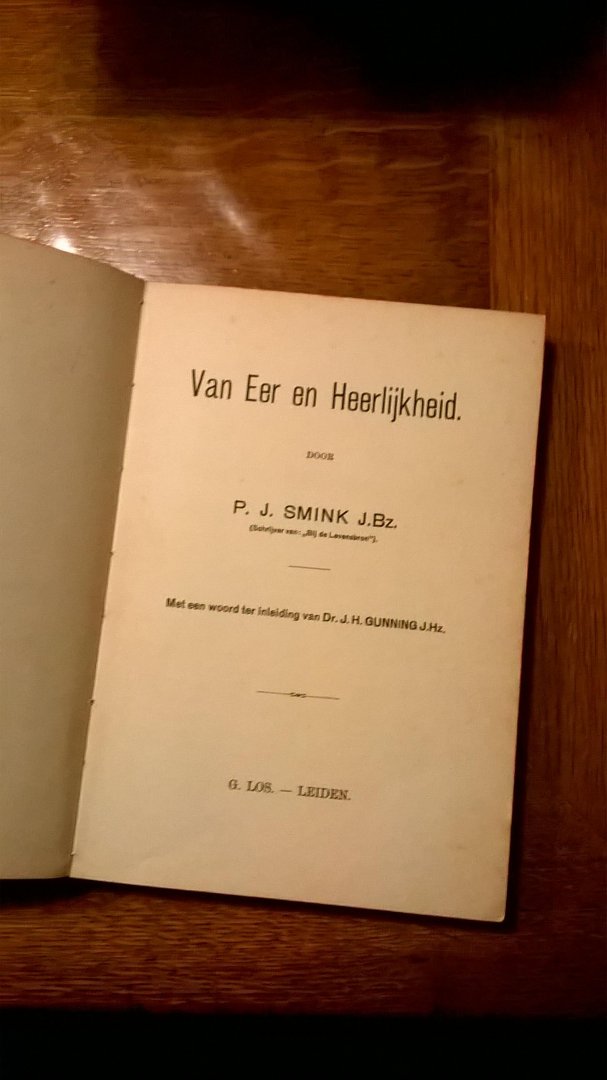 Van Eer en Heerlijkheid.
DOOR
P. J. SMINK J.Bz.
(Schrijver van: „Bij de Levensbron").
Met een woord ter inleiding van Dr. J. H. GUNNING J.Hz.
G. LOS. — LEIDEN.